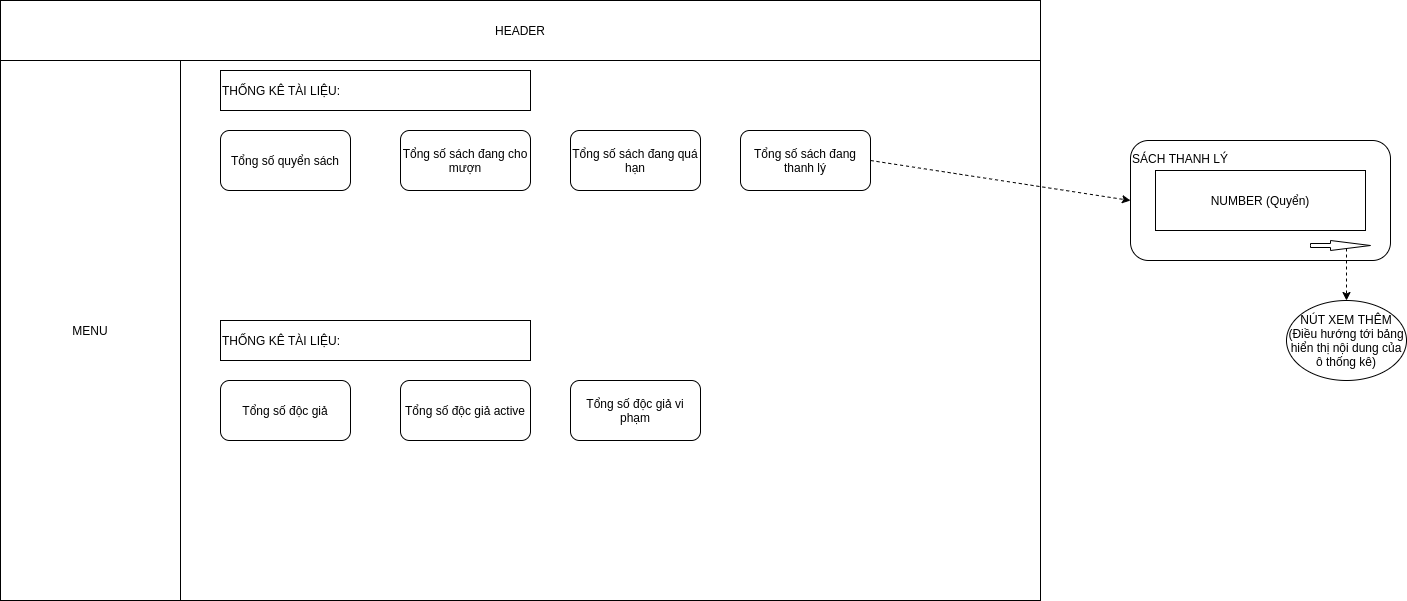 HEADER
MENU
THỐNG KÊ TÀI LIỆU:
Tổng số quyển sách
Tổng số sách đang cho
mượn
Tổng số sách đang quá
hạn
Tổng số sách đang
thanh lý
THỐNG KÊ TÀI LIỆU:
Tổng số độc giả
Tổng số độc giả active
Tổng số độc giả vi
phạm
SÁCH THANH LÝ
NUMBER (Quyển)
NÚT XEM THÊM
(Điều hướng tới bảng
hiển thị nội dung của
ô thống kê)